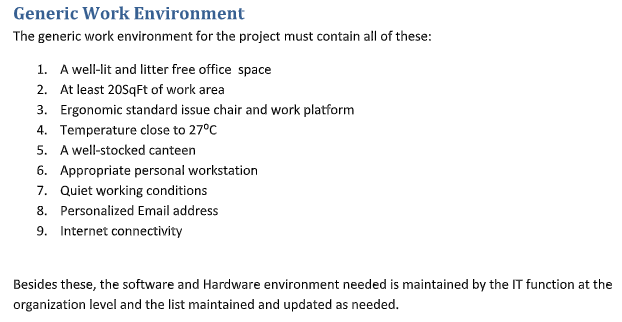 Generic Work Environment
The generic work environment for the project must contain all of these:
1. A well-lit and litter free office space
2. At least 20SqFt of work area
3. Ergonomic standard issue chair and work platform
4. Temperature close to 27⁰C
5. A well-stocked canteen
6. Appropriate personal workstation
7. Quiet working conditions
8. Personalized Email address
9. Internet connectivity
Besides these, the software and Hardware environment needed is maintained by the IT function at the
organization level and the list maintained and updated as needed.